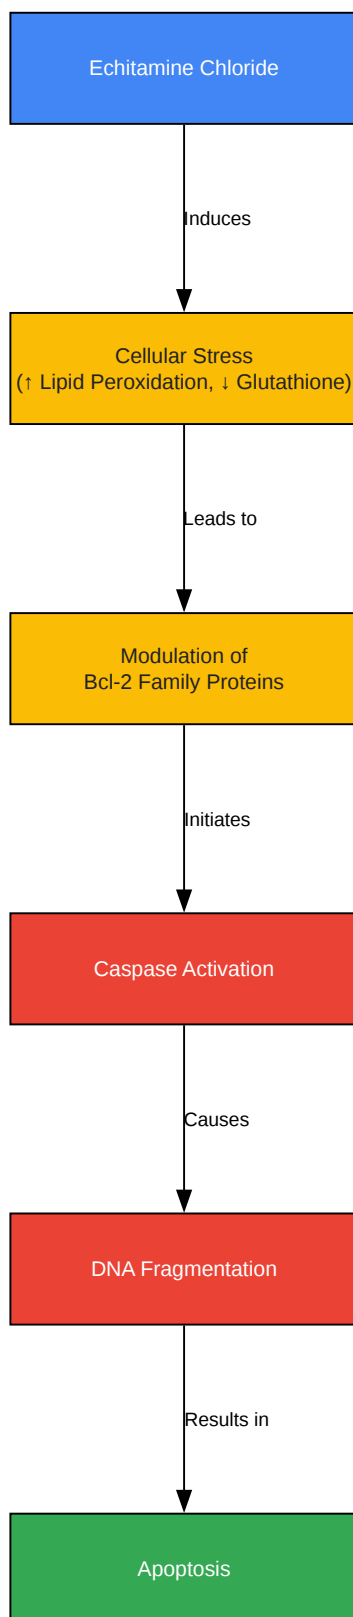 Echitamine Chloride
Induces
Cellular Stress
(↑ Lipid Peroxidation, ↓ Glutathione)
Leads to
Modulation of
Bcl-2 Family Proteins
Initiates
Caspase Activation
Causes
DNA Fragmentation
Results in
Apoptosis